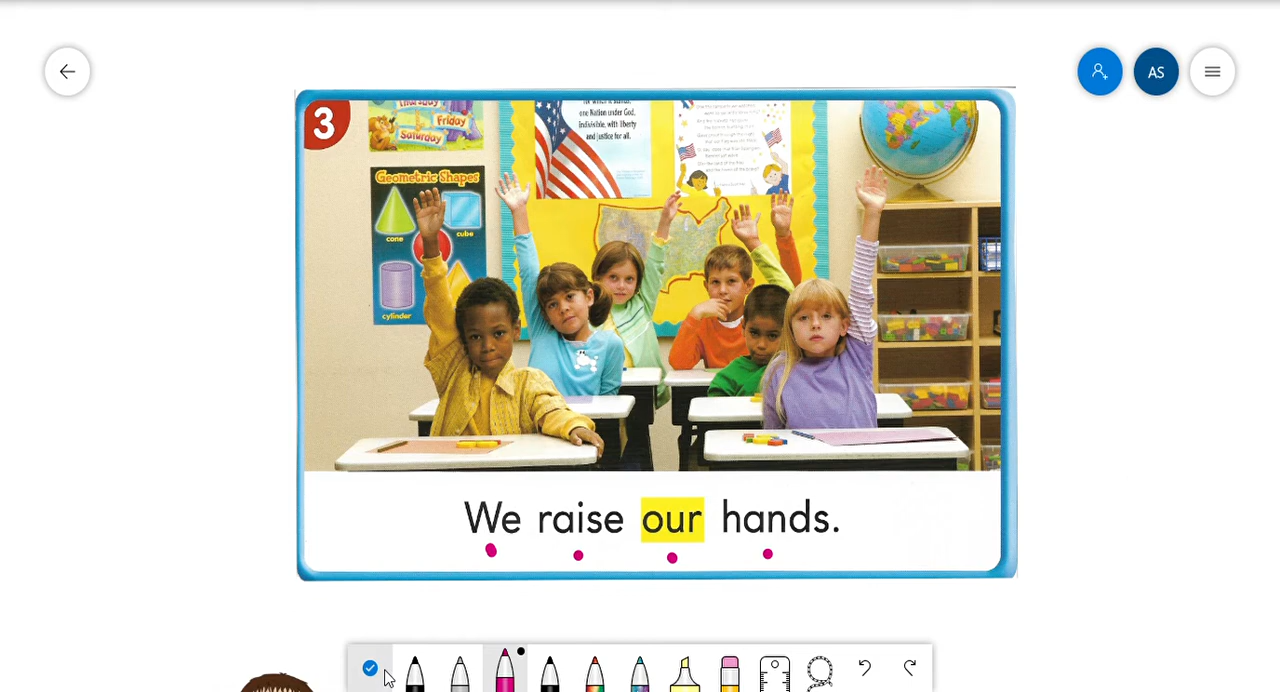 AS
3
Thursday
Friday
Saturday
Geometric Shapes
cone
cube
cylinder
one Nation under God,
indivisible, with liberty
and justice for all.
We raise our hands.